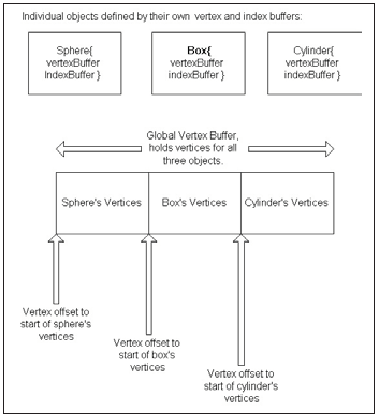 Individual objects defined by their own vertex and index buffers:
Sphere{
vertexBuffer
IndexBuffer }
Box{
vertexBuffer
indexBuffer }
Cylinder{
vertexBuffer
indexBuffer }
Global Vertex Buffer,
holds vertices for all
three objects.
Sphere's Vertices
Box's Vertices
Cylinder's Vertices
Vertex offset to
start of sphere's
vertices
Vertex offset to
start of box's
vertices
Vertex offset to
start of cylinder's
vertices